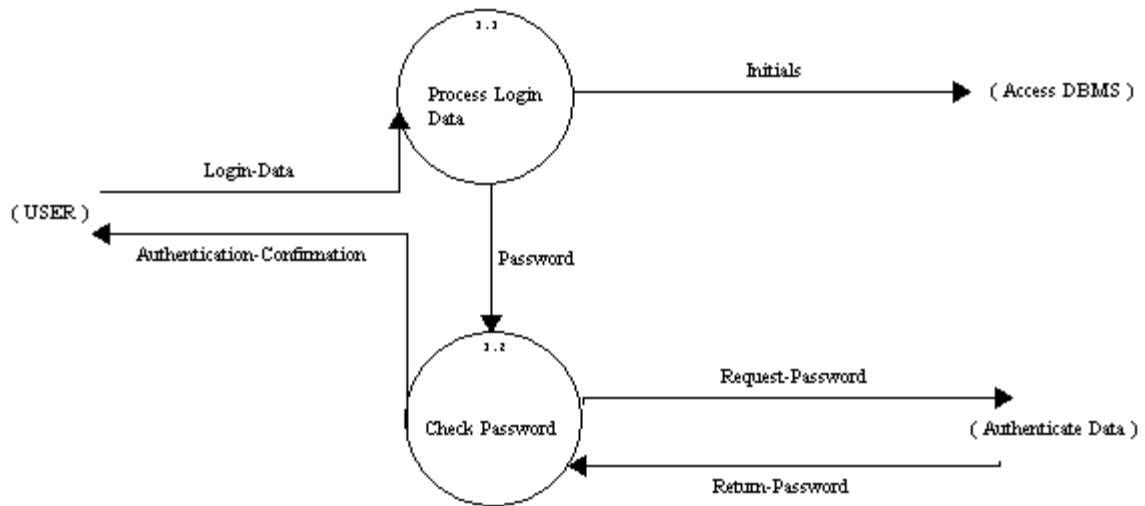 Process Login
Data
Initials
( Access DBMS )
Login-Data
( USER )
Authentication-Confirmation
Password
Request-Password
Check Password
( Authenticate Data )
Return-Password